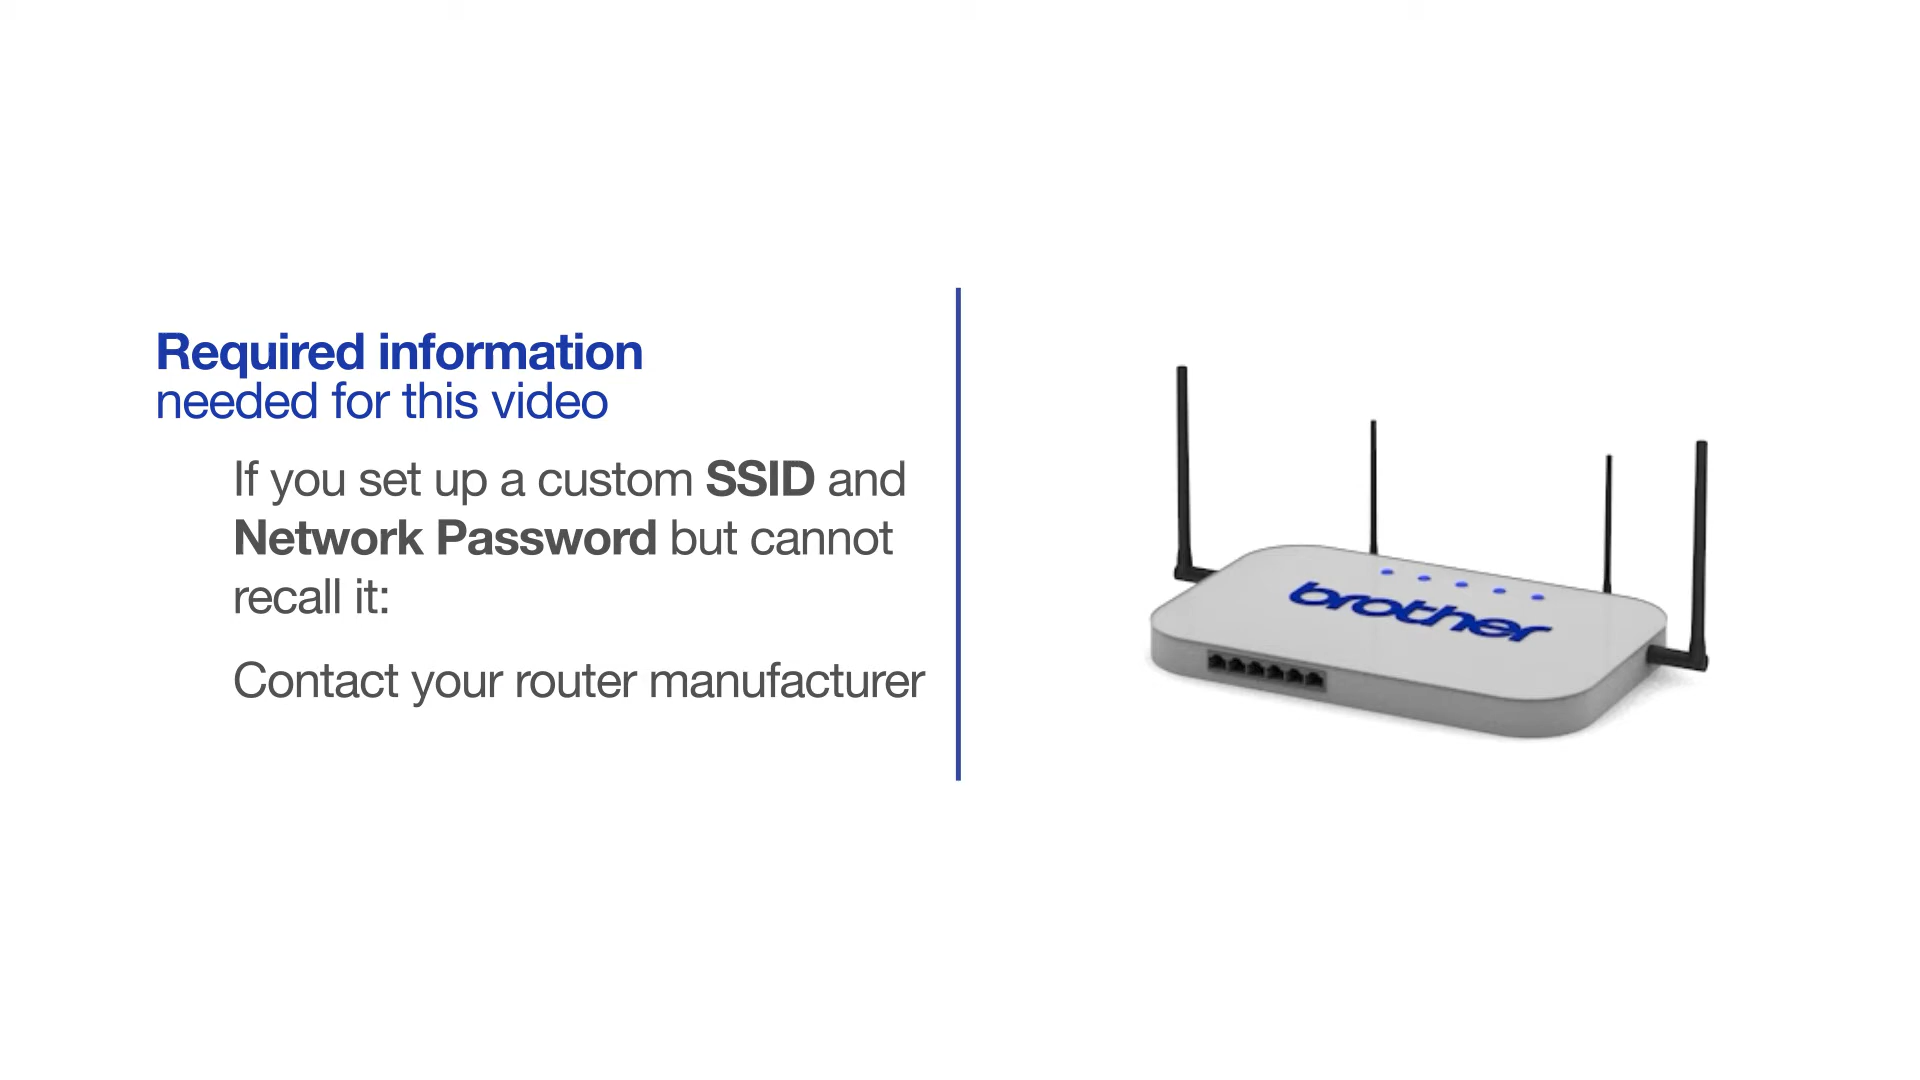 Required information
needed for this video
If you set up a custom SSID and
Network Password but cannot
recall it:
Contact your router manufacturer
brother